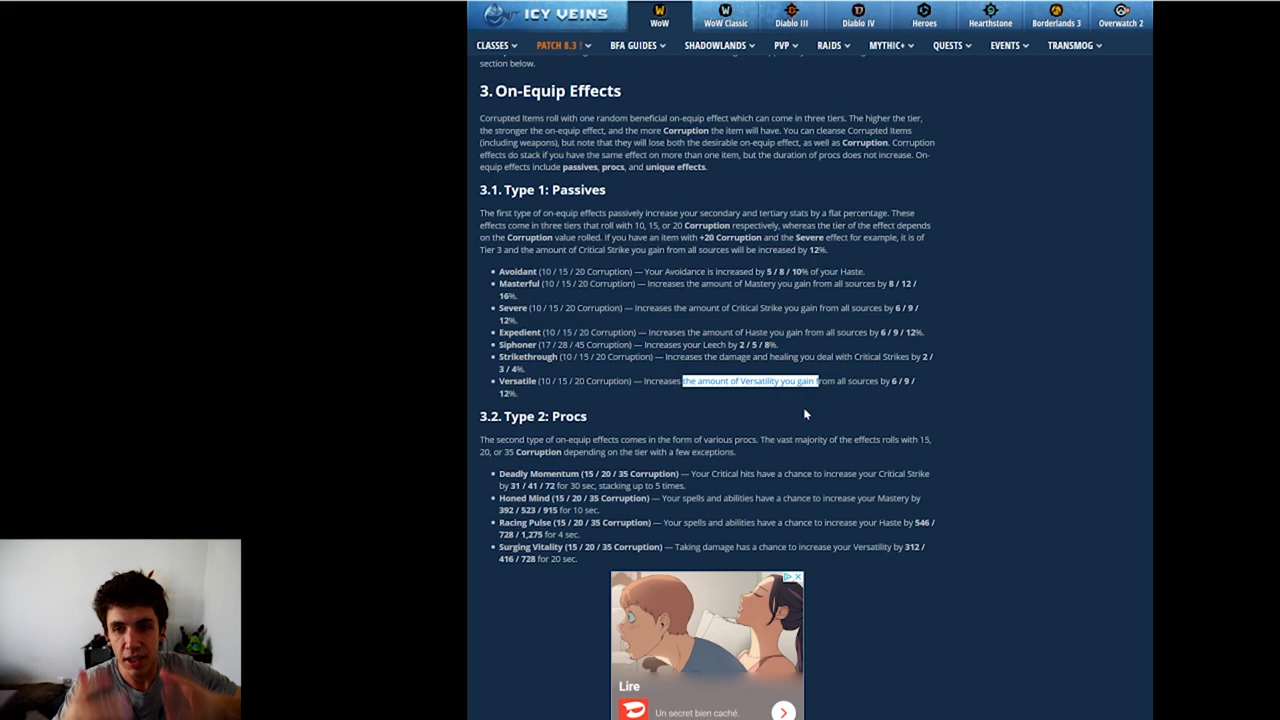 ICY VEINS
WoW
WoW Classic
Diablo III
Diablo IV
Heroes
Hearthstone
Borderlands 3
Overwatch 2
CLASSES
PATCH 8.3 !
BFA GUIDES
SHADOWLANDS
PVP
RAIDS
MYTHIC+
QUESTS
EVENTS
TRANSMOG
section below.
3. On-Equip Effects
Corrupted Items roll with one random beneficial on-equip effect which can come in three tiers. The higher the tier,
the stronger the on-equip effect, and the more Corruption the item will have. You can cleanse Corrupted Items
(including weapons), but note that they will lose both the desirable on-equip effect, as well as Corruption. Corruption
effects do stack if you have the same effect on more than one item, but the duration of procs does not increase. On-
equip effects include passives, procs, and unique effects.
3.1. Type 1: Passives
The first type of on-equip effects passively increase your secondary and tertiary stats by a flat percentage. These
effects come in three tiers that roll with 10, 15, or 20 Corruption respectively, whereas the tier of the effect depends
on the Corruption value rolled. If you have an item with +20 Corruption and the Severe effect for example, it is of
Tier 3 and the amount of Critical Strike you gain from all sources will be increased by 12%.
• Avoidant (10 / 15 / 20 Corruption) — Your Avoidance is increased by 5 / 8 / 10% of your Haste.
• Masterful (10 / 15 / 20 Corruption) — Increases the amount of Mastery you gain from all sources by 8 / 12 /
16%.
• Severe (10 / 15 / 20 Corruption) — Increases the amount of Critical Strike you gain from all sources by 6 / 9 /
12%.
• Expedient (10 / 15 / 20 Corruption) — Increases the amount of Haste you gain from all sources by 6 / 9 / 12%.
• Siphoner (17 / 28 / 45 Corruption) — Increases your Leech by 2 / 5 / 8%.
• Strikethrough (10 / 15 / 20 Corruption) — Increases the damage and healing you deal with Critical Strikes by 2 /
3 / 4%.
• Versatile (10 / 15 / 20 Corruption) — Increases the amount of Versatility you gain from all sources by 6 / 9 /
12%.
3.2. Type 2: Procs
The second type of on-equip effects comes in the form of various procs. The vast majority of the effects rolls with 15,
20, or 35 Corruption depending on the tier with a few exceptions.
• Deadly Momentum (15 / 20 / 35 Corruption) — Your Critical hits have a chance to increase your Critical Strike
by 31 / 41 / 72 for 30 sec, stacking up to 5 times.
• Honed Mind (15 / 20 / 35 Corruption) — Your spells and abilities have a chance to increase your Mastery by
392 / 523 / 915 for 10 sec.
• Racing Pulse (15 / 20 / 35 Corruption) — Your spells and abilities have a chance to increase your Haste by 546 /
728 / 1,275 for 4 sec.
• Surging Vitality (15 / 20 / 35 Corruption) — Taking damage has a chance to increase your Versatility by 312 /
416 / 728 for 20 sec.
Lire
Un secret bien caché.